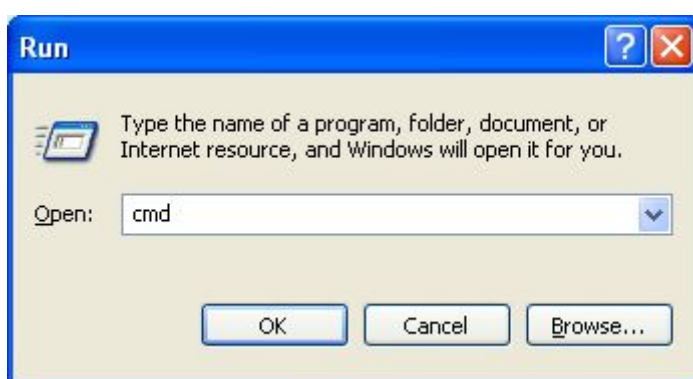 Run
Type the name of a program, folder, document, or
Internet resource, and Windows will open it for you.
Open: cmd
OK Cancel Browse...